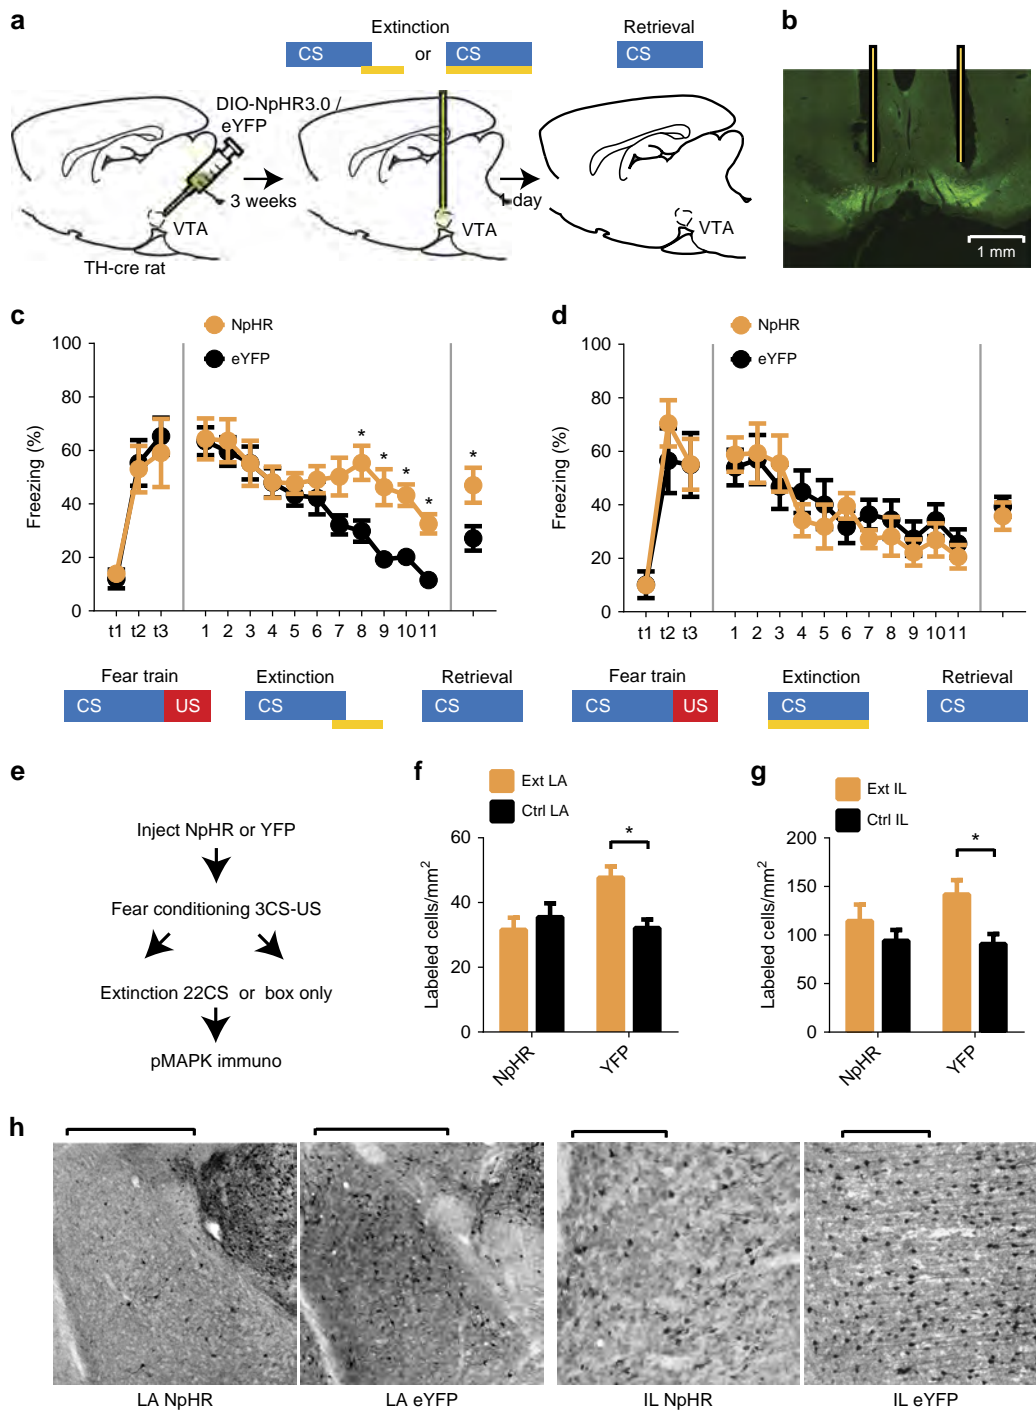 a
Extinction
Retrieval
CS
or
CS
CS
DIO-NpHR3.0 /
eYFP
3 weeks
1 day
VTA
VTA
VTA
TH-cre rat
b
1 mm
c
NpHR
eYFP
Freezing (%)
100
80
60
40
20
0
*
*
*
*
*
t1 t2 t3 1 2 3 4 5 6 7 8 9 10 11
Fear train
Extinction
Retrieval
CS
US
CS
CS
d
NpHR
eYFP
Freezing (%)
100
80
60
40
20
0
t1 t2 t3 1 2 3 4 5 6 7 8 9 10 11
Fear train
Extinction
Retrieval
CS
US
CS
CS
e
Inject NpHR or YFP
Fear conditioning 3CS-US
Extinction 22CS or box only
pMAPK immuno
f
Ext LA
Ctrl LA
Labeled cells/mm2
60
40
20
0
*
NpHR
YFP
g
Ext IL
Ctrl IL
Labeled cells/mm2
200
150
100
50
0
*
NpHR
YFP
h
LA NpHR
LA eYFP
IL NpHR
IL eYFP